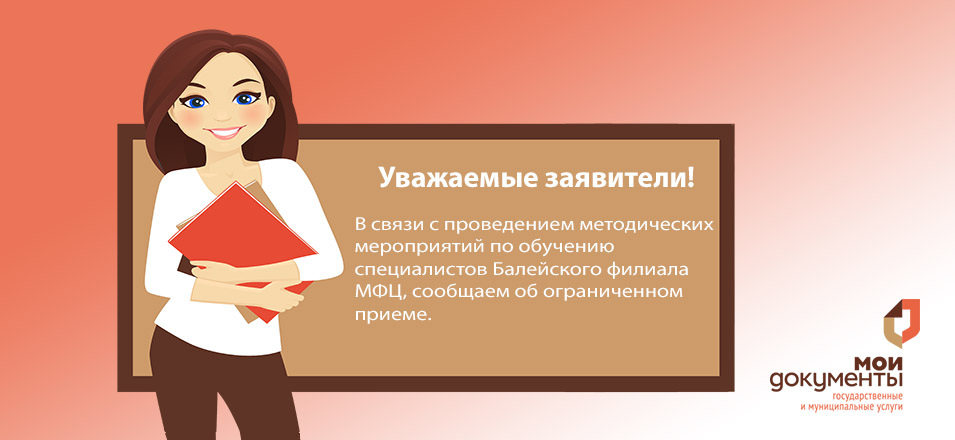 Уважаемые заявители!
В связи с проведением методических
мероприятий по обучению
специалистов Балейского филиала
МФЦ, сообщаем об ограниченном
приеме.
мои
документы
государственные
и муниципальные услуги